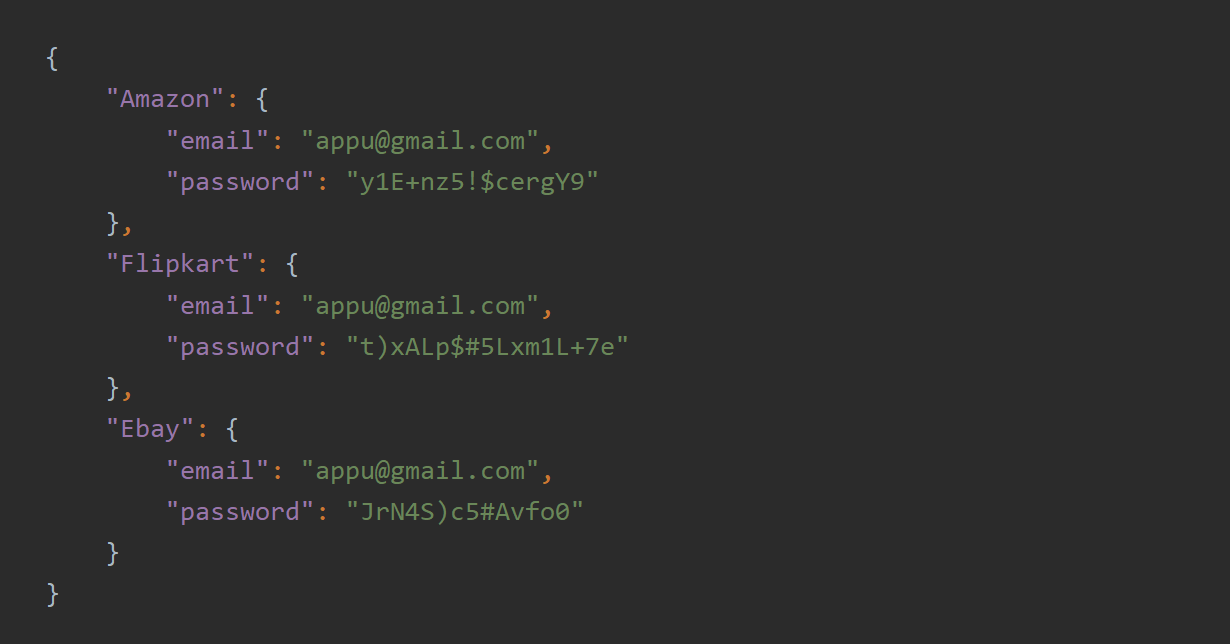 {
    "Amazon": {
        "email": "appu@gmail.com",
        "password": "y1E+nz5!$cergY9"
    },
    "Flipkart": {
        "email": "appu@gmail.com",
        "password": "t)xALp$#5Lxm1L+7e"
    },
    "Ebay": {
        "email": "appu@gmail.com",
        "password": "JrN4S)c5#Avfo0"
    }
}